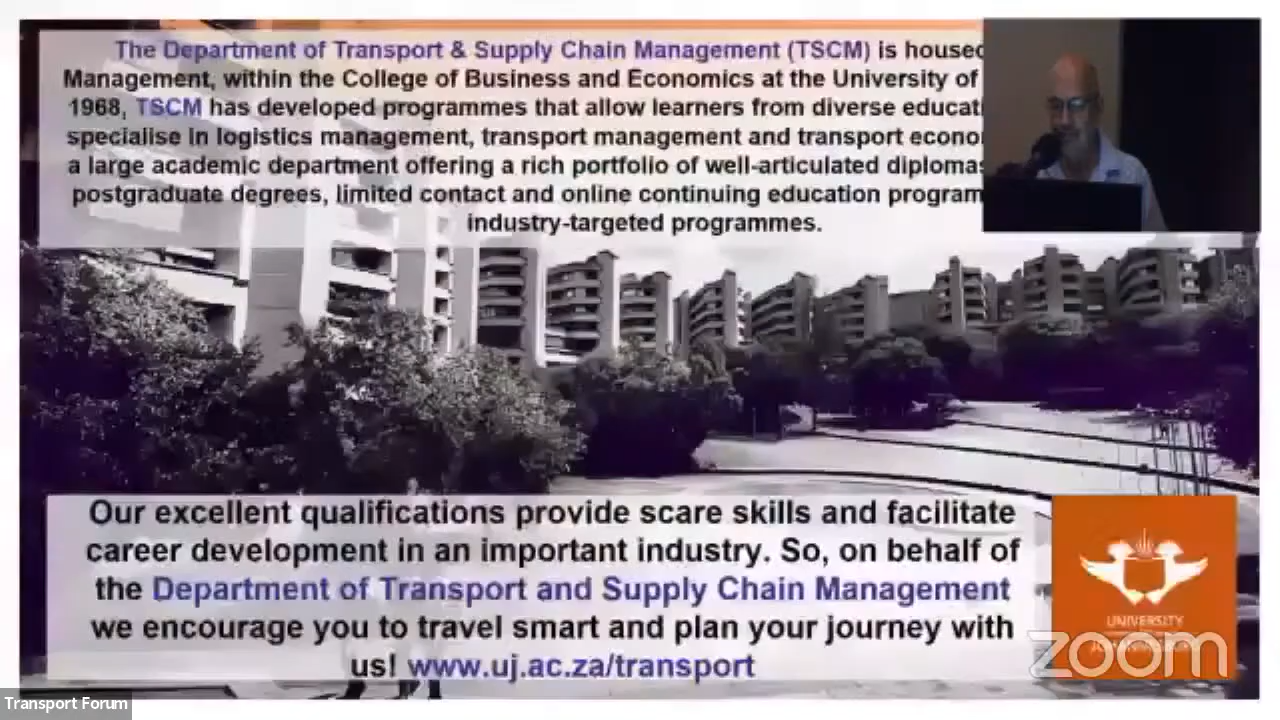 The Department of Transport & Supply Chain Management (TSCM) is housed
Management, within the College of Business and Economics at the University of
1968, TSCM has developed programmes that allow learners from diverse educati
specialise in logistics management, transport management and transport econo
a large academic department offering a rich portfolio of well-articulated diplomas
postgraduate degrees, limited contact and online continuing education program
industry-targeted programmes.
Our excellent qualifications provide scare skills and facilitate
career development in an important industry. So, on behalf of
the Department of Transport and Supply Chain Management
we encourage you to travel smart and plan your journey with
us! www.uj.ac.za/transport
UNIVERSITY
zoom
Transport Forum